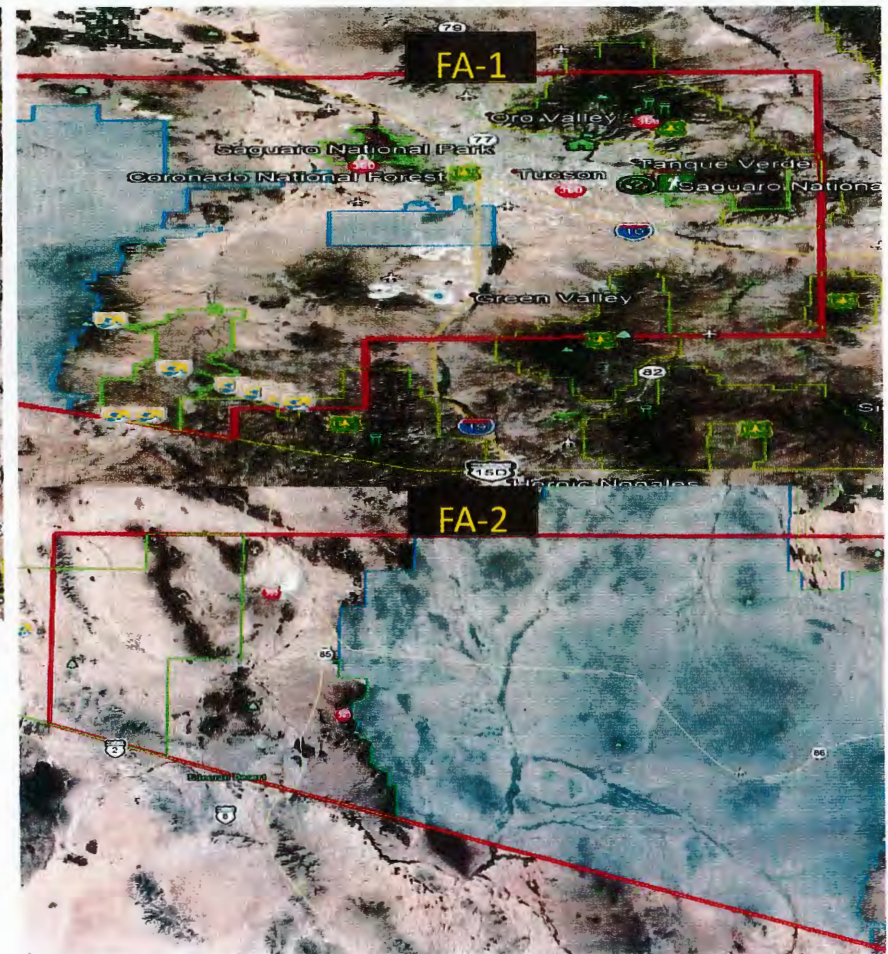 79
FA-1
Oro Valley
77
Saguaro National Park
Tanque Verde
Coronado National Forest
Tucson
Saguaro Nationa
10
Green Valley
82
19
15D
Heroic Nogales
FA-2
85
86
2
8